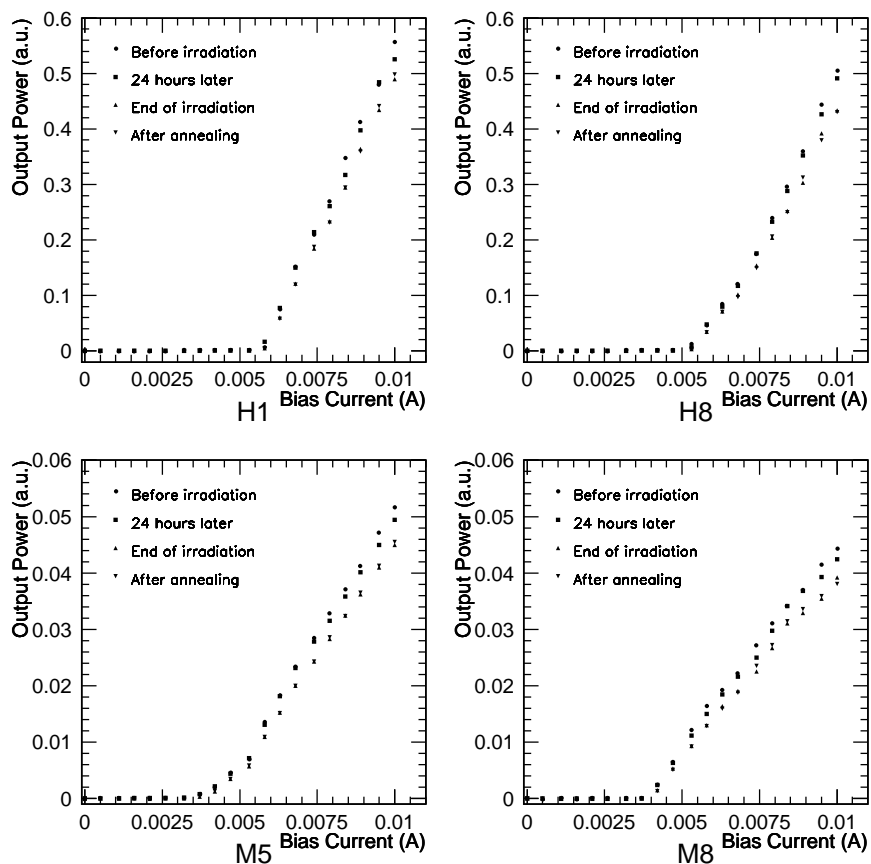 Output Power (a.u.)
0.6
0.5
0.4
0.3
0.2
0.1
0
Before irradiation
24 hours later
End of irradiation
After annealing
0 0.0025 0.005 0.0075 0.01
Bias Current (A)
H1
Output Power (a.u.)
0.6
0.5
0.4
0.3
0.2
0.1
0
Before irradiation
24 hours later
End of irradiation
After annealing
0 0.0025 0.005 0.0075 0.01
Bias Current (A)
H8
Output Power (a.u.)
0.06
0.05
0.04
0.03
0.02
0.01
0
Before irradiation
24 hours later
End of irradiation
After annealing
0 0.0025 0.005 0.0075 0.01
Bias Current (A)
M5
Output Power (a.u.)
0.06
0.05
0.04
0.03
0.02
0.01
0
Before irradiation
24 hours later
End of irradiation
After annealing
0 0.0025 0.005 0.0075 0.01
Bias Current (A)
M8